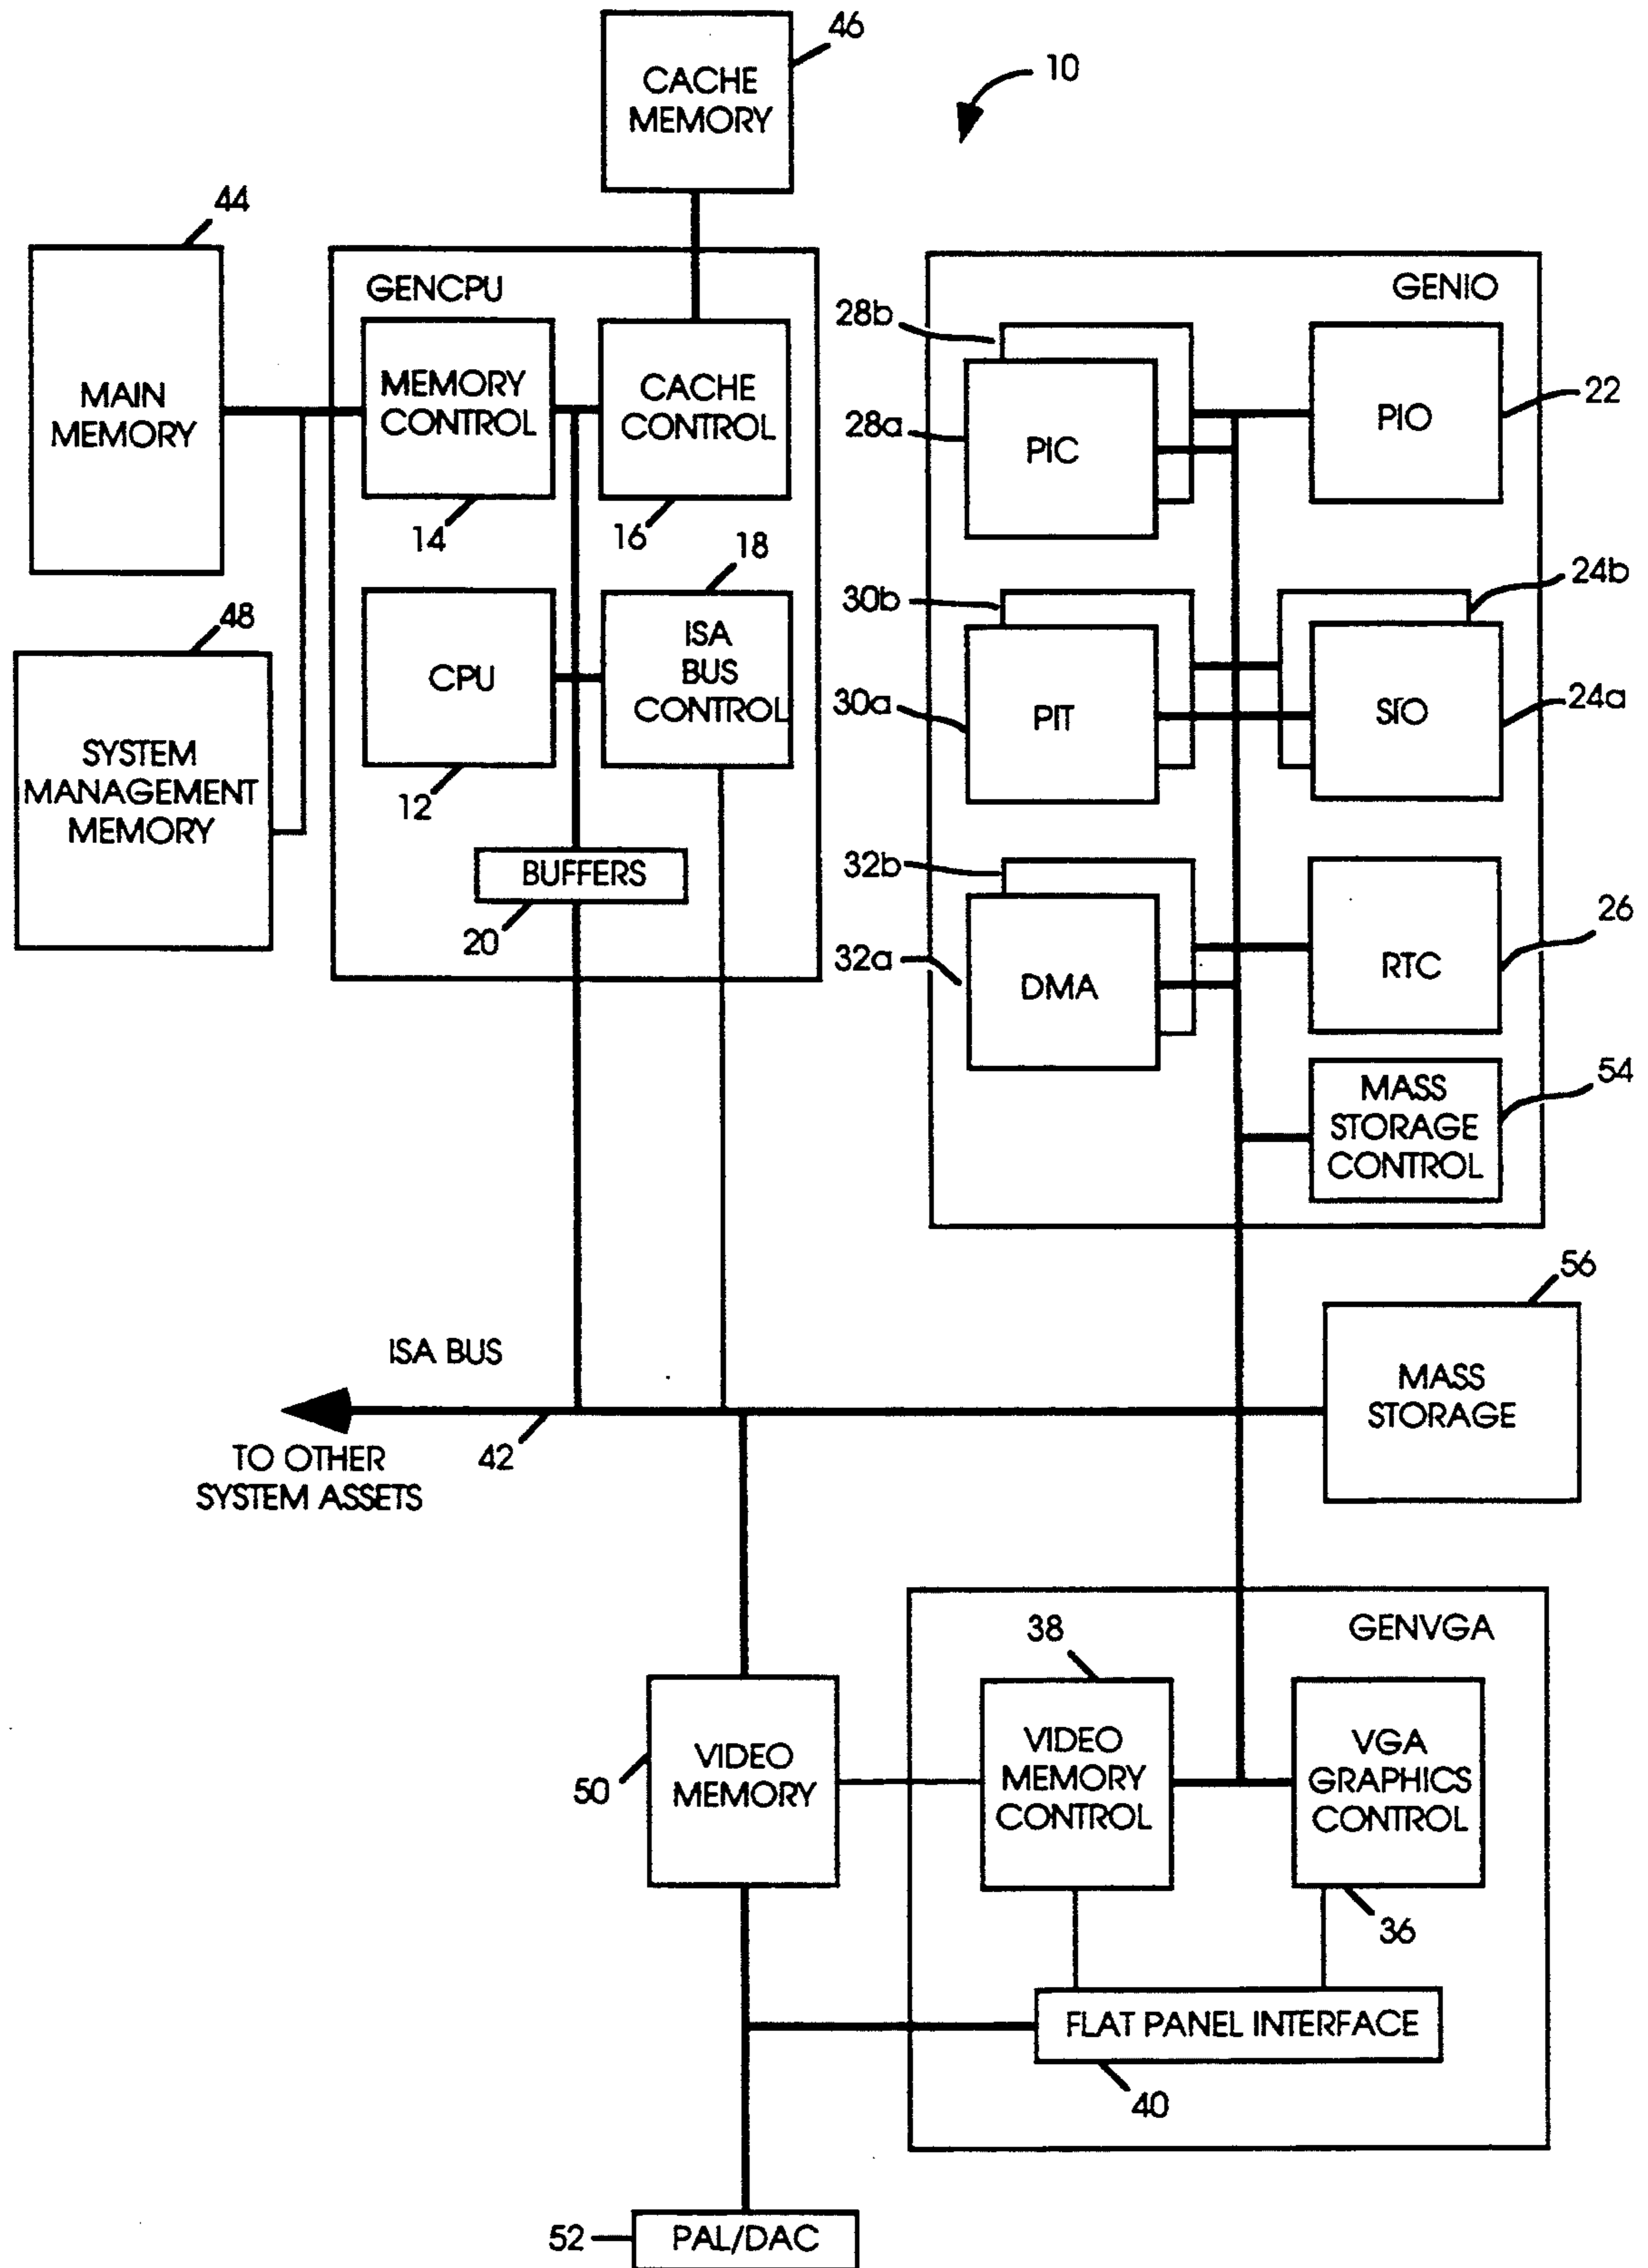 46
CACHE
MEMORY
10
44
MAIN
MEMORY
GENCPU
MEMORY
CONTROL
14
CACHE
CONTROL
16
18
CPU
12
ISA
BUS
CONTROL
BUFFERS
20
48
SYSTEM
MANAGEMENT
MEMORY
GENIO
28b
28a
PIC
PIO
22
30b
30a
PIT
24b
SIO
24a
32b
32a
DMA
RTC
26
MASS
STORAGE
CONTROL
54
ISA BUS
42
TO OTHER
SYSTEM ASSETS
56
MASS
STORAGE
50
VIDEO
MEMORY
GENVGA
38
VIDEO
MEMORY
CONTROL
VGA
GRAPHICS
CONTROL
36
FLAT PANEL INTERFACE
40
52
PAL/DAC